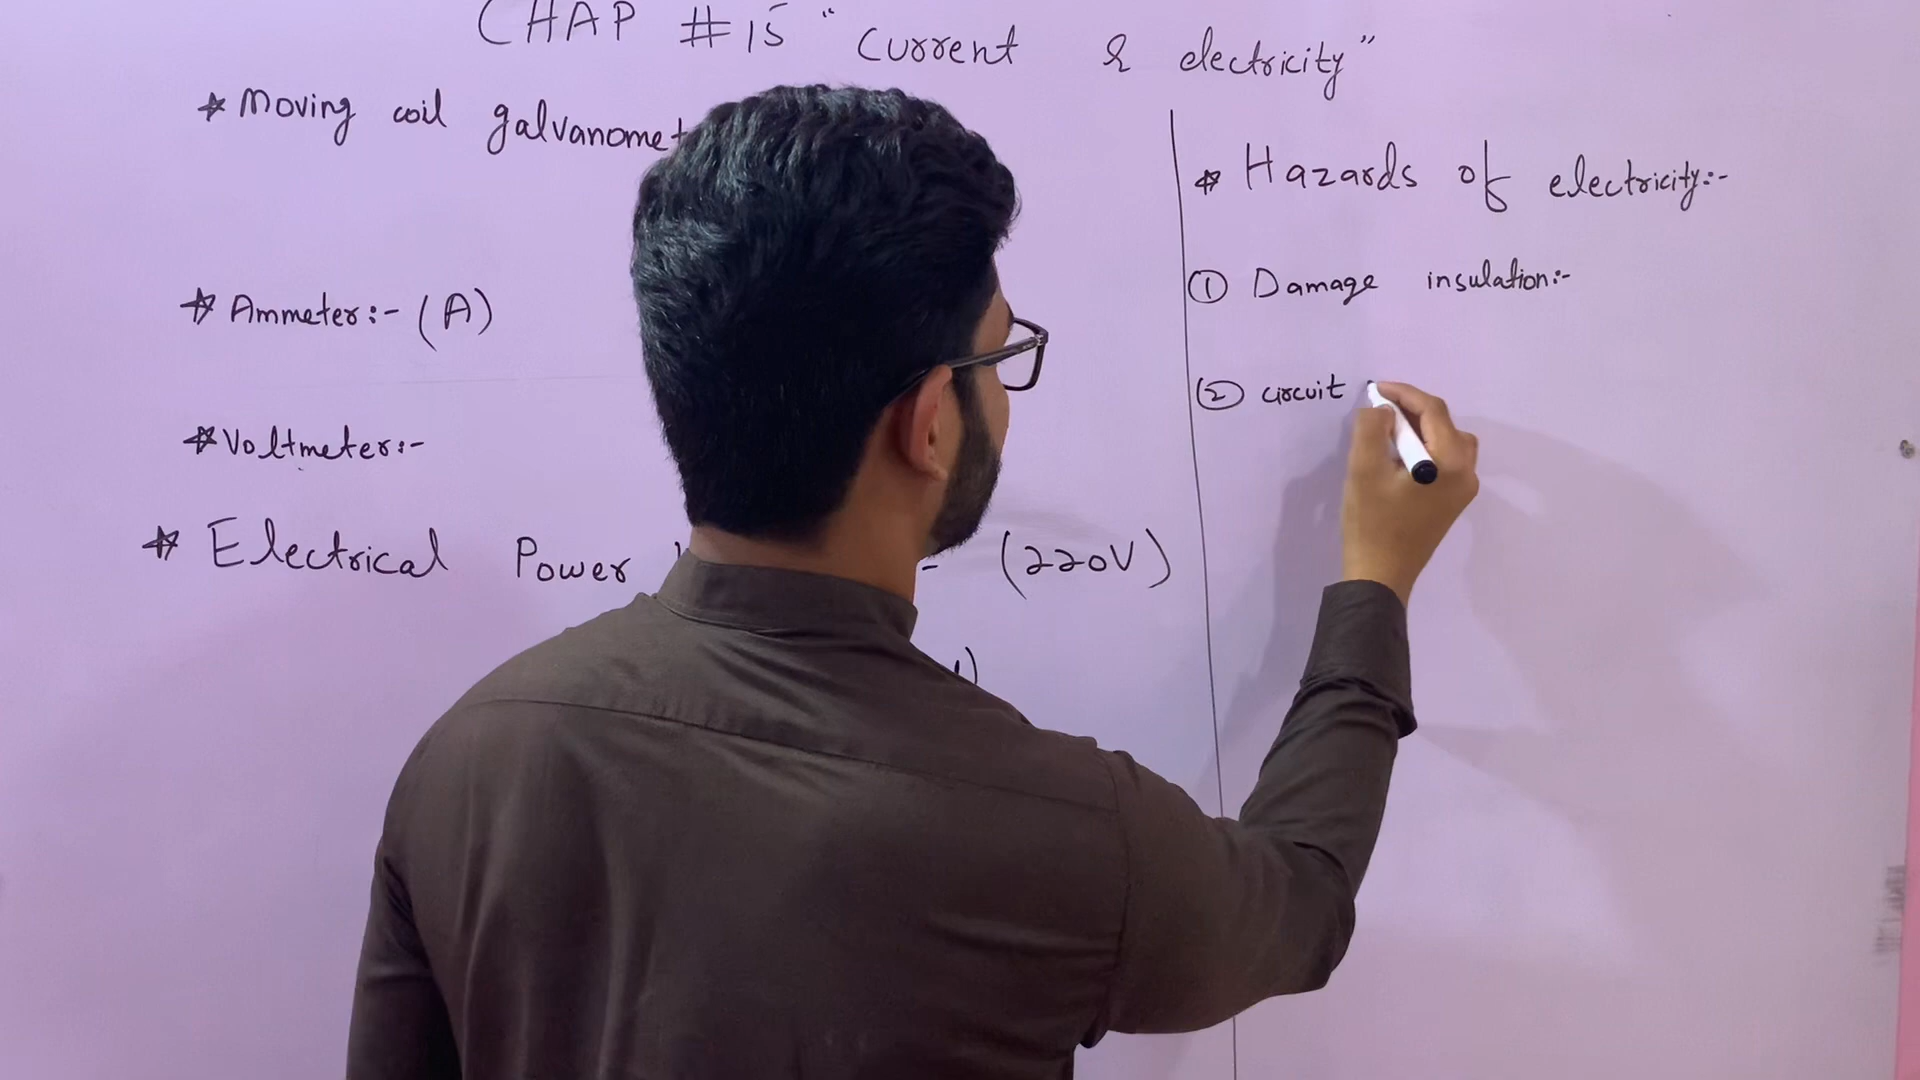 CHAP #15 "Current & electricity"
* Moving coil galvanomet
* Ammeter:- (A)
* Voltmeter:-
* Electrical Power - (220V)
* Hazards of electricity:-
① Damage insulation:-
② circuit